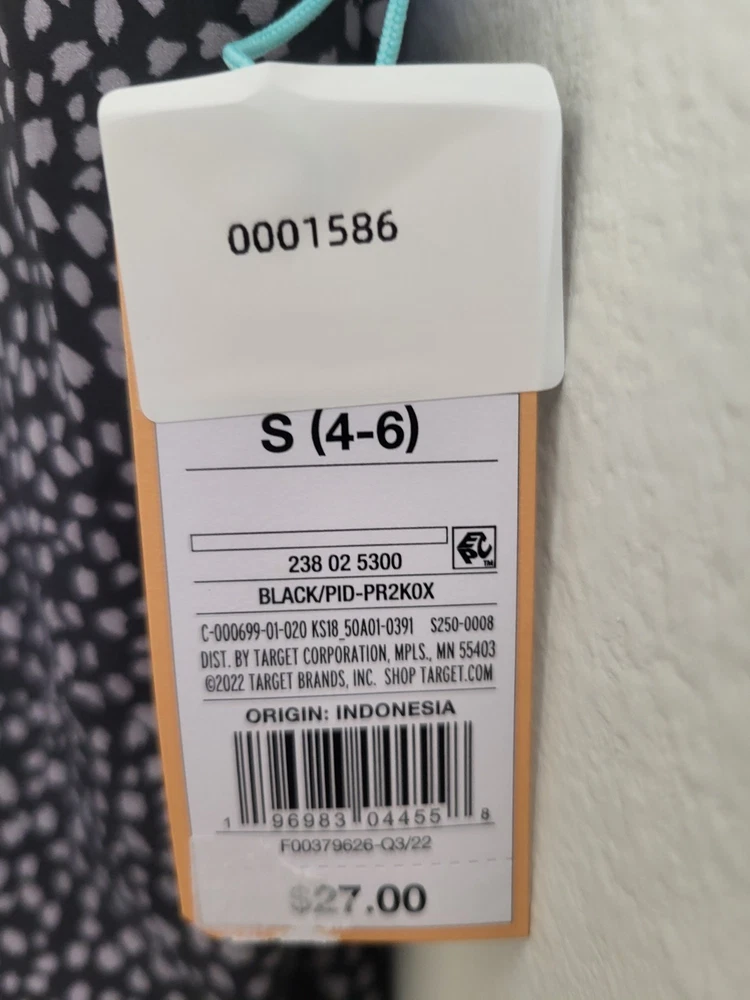 0001586
S (4-6)
EPC TM
238 02 5300
BLACK/PID-PR2K0X
C-000699-01-020 KS18_50A01-0391 S250-0008
DIST. BY TARGET CORPORATION, MPLS., MN 55403
©2022 TARGET BRANDS, INC. SHOP TARGET.COM
ORIGIN: INDONESIA
1 96983 04455 8
F00379626-Q3/22
$27.00